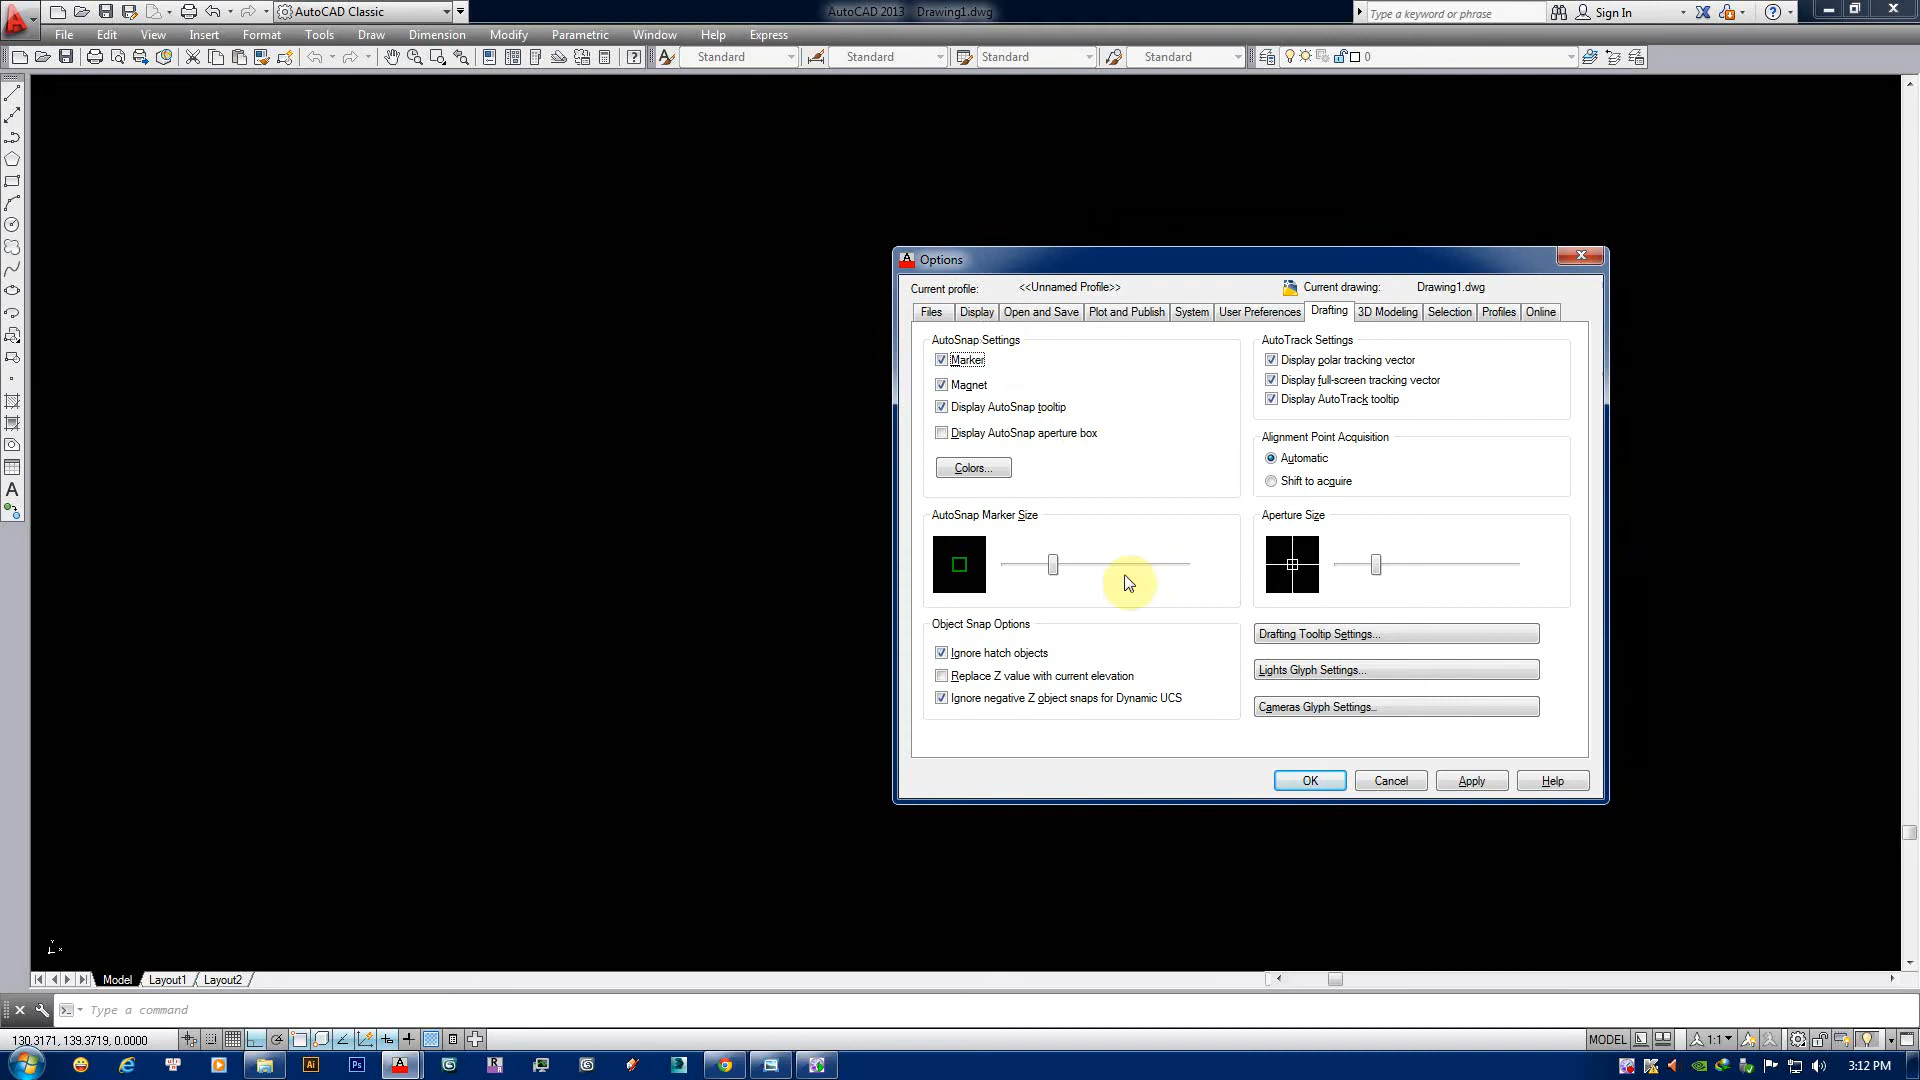 AutoCAD Classic
AutoCAD 2013 Drawing1.dwg
Type a keyword or phrase
Sign In
File Edit View Insert Format Tools Draw Dimension Modify Parametric Window Help Express
Standard Standard Standard Standard 0
Options
Current profile: <<Unnamed Profile>> Current drawing: Drawing1.dwg
Files Display Open and Save Plot and Publish System User Preferences Drafting 3D Modeling Selection Profiles Online
AutoSnap Settings
Marker
Magnet
Display AutoSnap tooltip
Display AutoSnap aperture box
Colors...
AutoTrack Settings
Display polar tracking vector
Display full-screen tracking vector
Display AutoTrack tooltip
Alignment Point Acquisition
Automatic
Shift to acquire
AutoSnap Marker Size
Aperture Size
Object Snap Options
Ignore hatch objects
Replace Z value with current elevation
Ignore negative Z object snaps for Dynamic UCS
Drafting Tooltip Settings...
Lights Glyph Settings...
Cameras Glyph Settings...
OK Cancel Apply Help
Y
X
Model Layout1 Layout2
Type a command
130.3171, 139.3719, 0.0000
MODEL 1:1
Ai Ps
3:12 PM